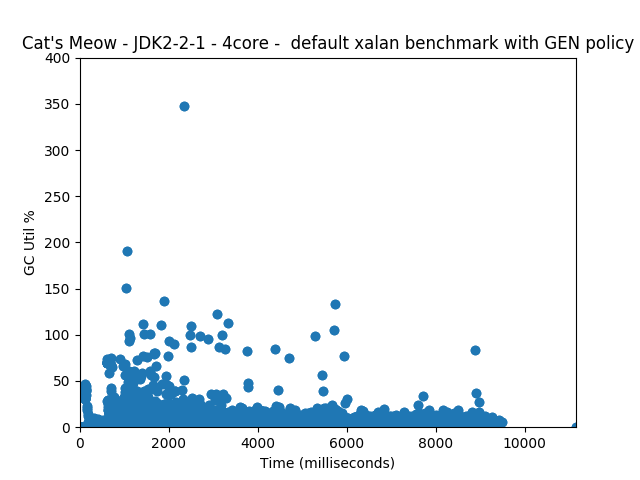 Cat's Meow - JDK2-2-1 - 4core -  default xalan benchmark with GEN policy
400
350
300
250
200
150
100
50
0
GC Util %
0 2000 4000 6000 8000 10000
Time (milliseconds)